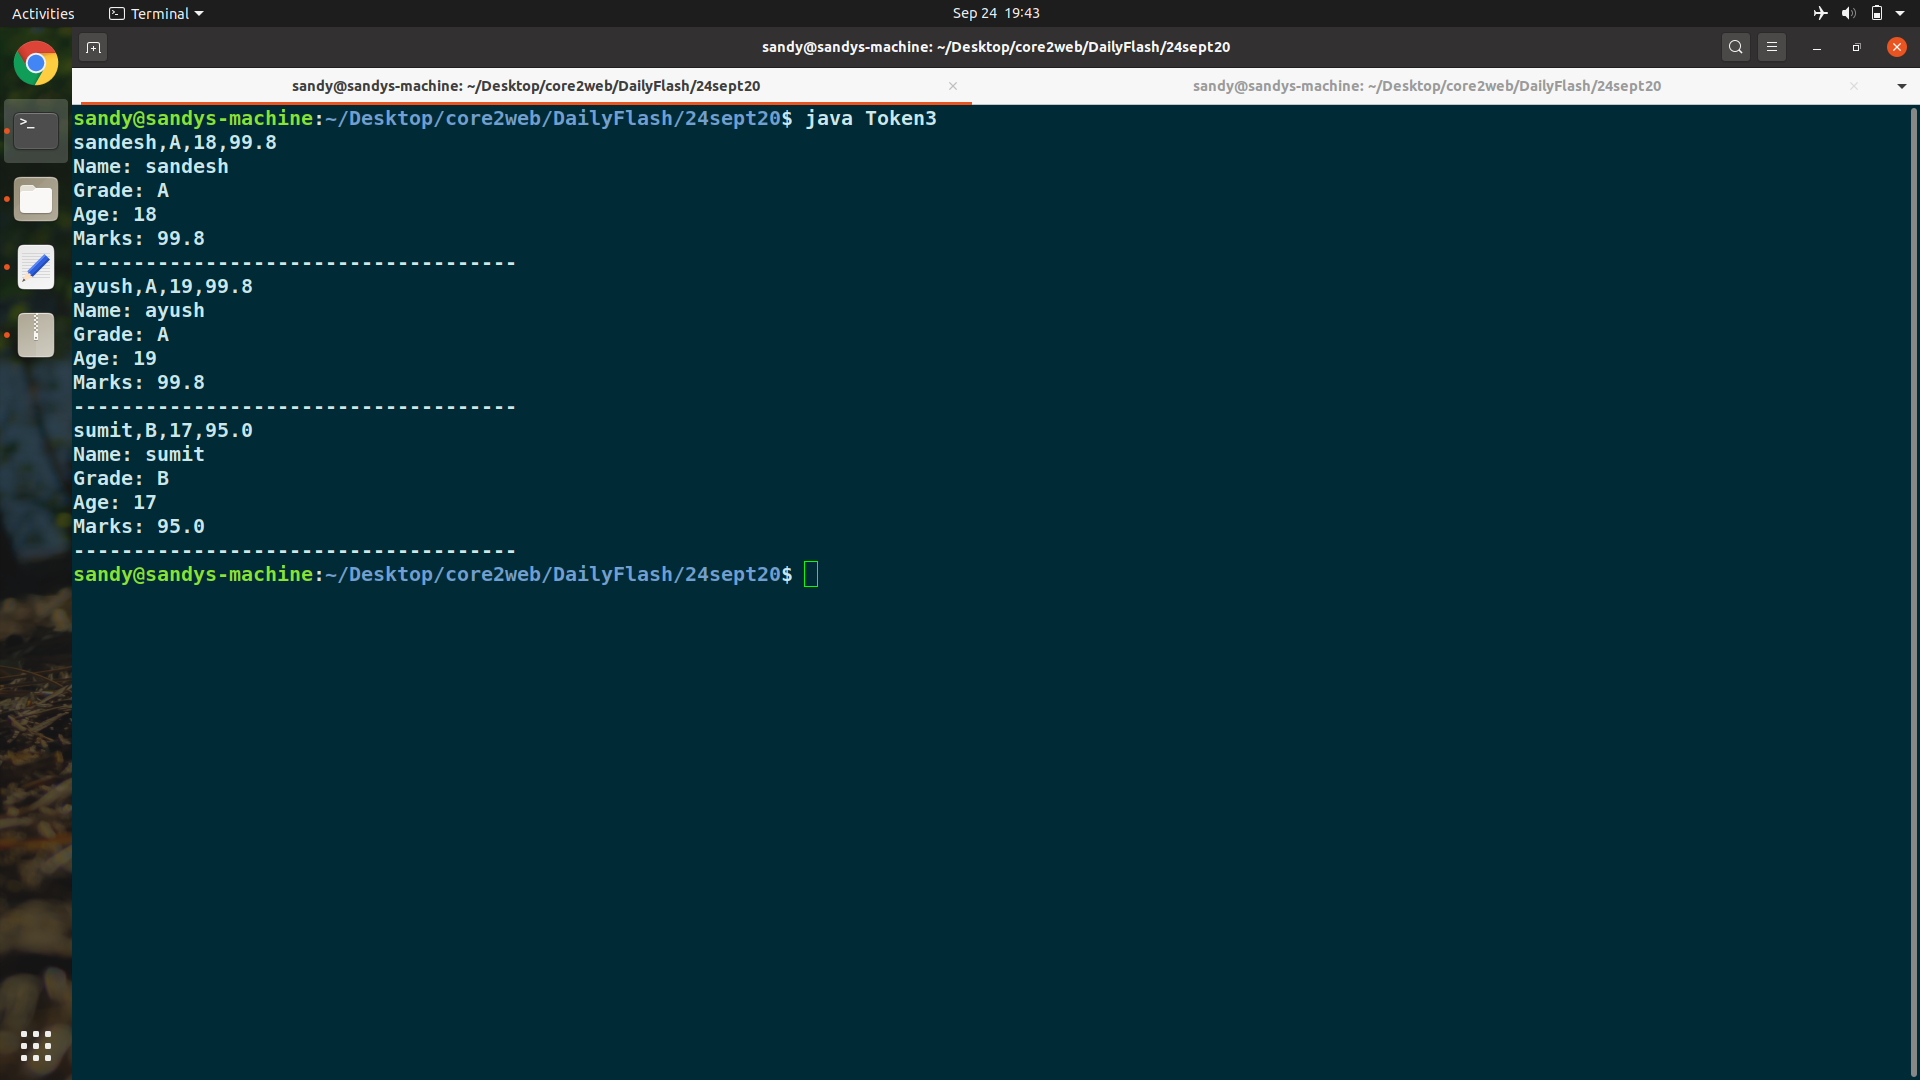 Activities
Terminal
Sep 24 19:43
sandy@sandys-machine: ~/Desktop/core2web/DailyFlash/24sept20
sandy@sandys-machine: ~/Desktop/core2web/DailyFlash/24sept20
sandy@sandys-machine: ~/Desktop/core2web/DailyFlash/24sept20
sandy@sandys-machine:~/Desktop/core2web/DailyFlash/24sept20$ java Token3
sandesh,A,18,99.8
Name: sandesh
Grade: A
Age: 18
Marks: 99.8
-------------------------------------
ayush,A,19,99.8
Name: ayush
Grade: A
Age: 19
Marks: 99.8
-------------------------------------
sumit,B,17,95.0
Name: sumit
Grade: B
Age: 17
Marks: 95.0
-------------------------------------
sandy@sandys-machine:~/Desktop/core2web/DailyFlash/24sept20$